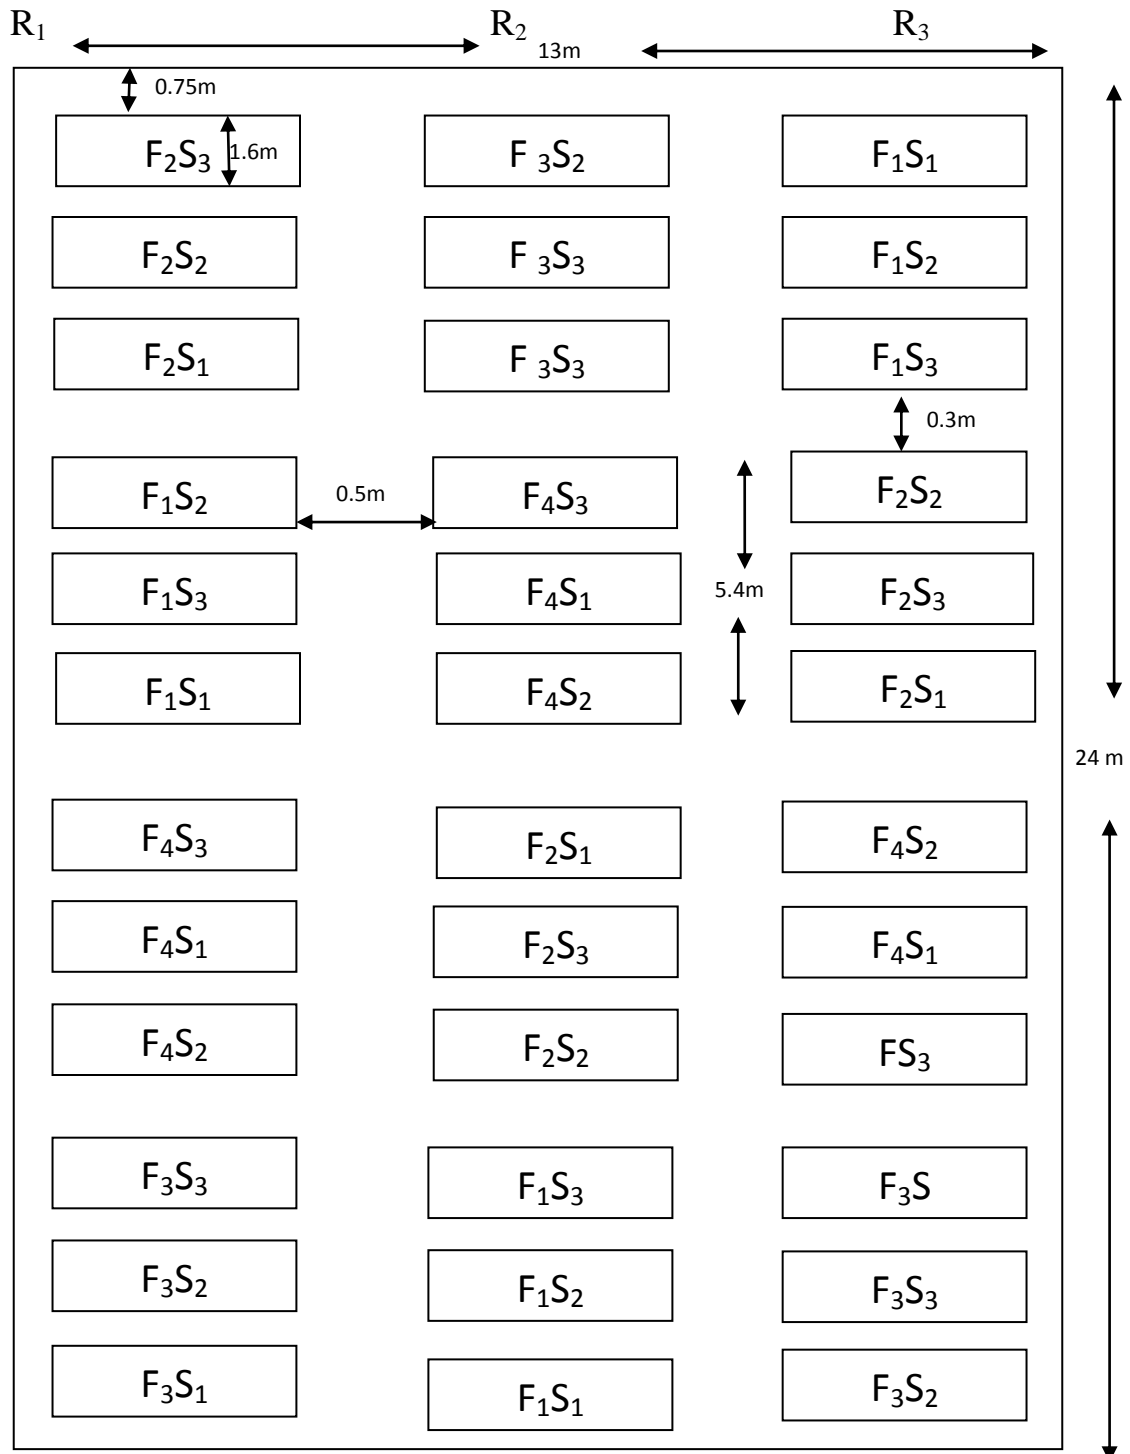 R₁ R₂ R₃
13m
0.75m
F₂S₃ 1.6m F ₃S₂ F₁S₁
F₂S₂ F ₃S₃ F₁S₂
F₂S₁ F ₃S₃ F₁S₃
0.3m
F₁S₂ 0.5m F₄S₃ F₂S₂
F₁S₃ F₄S₁ 5.4m F₂S₃
F₁S₁ F₄S₂ F₂S₁
24 m
F₄S₃ F₂S₁ F₄S₂
F₄S₁ F₂S₃ F₄S₁
F₄S₂ F₂S₂ FS₃
F₃S₃ F₁S₃ F₃S
F₃S₂ F₁S₂ F₃S₃
F₃S₁ F₁S₁ F₃S₂